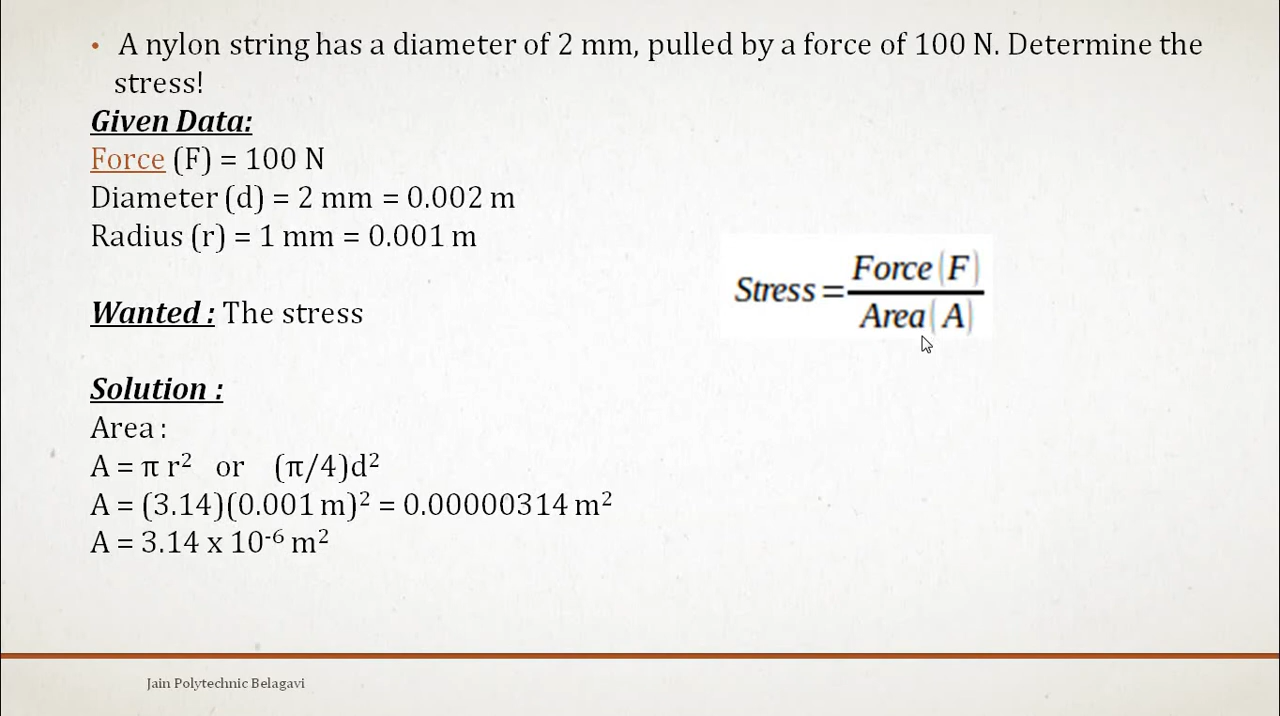 • A nylon string has a diameter of 2 mm, pulled by a force of 100 N. Determine the
stress!
Given Data:
Force (F) = 100 N
Diameter (d) = 2 mm = 0.002 m
Radius (r) = 1 mm = 0.001 m
Stress = Force (F) / Area (A)
Wanted : The stress
Solution :
Area :
A = π r² or (π/4)d²
A = (3.14)(0.001 m)² = 0.00000314 m²
A = 3.14 x 10⁻⁶ m²
Jain Polytechnic Belagavi